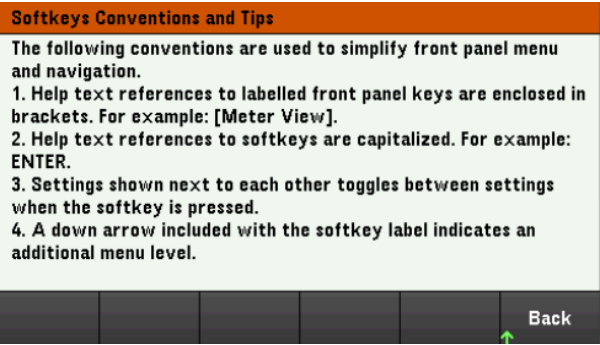 Softkeys Conventions and Tips
The following conventions are used to simplify front panel menu
and navigation.
1. Help text references to labelled front panel keys are enclosed in
brackets. For example: [Meter View].
2. Help text references to softkeys are capitalized. For example:
ENTER.
3. Settings shown next to each other toggles between settings
when the softkey is pressed.
4. A down arrow included with the softkey label indicates an
additional menu level.
Back